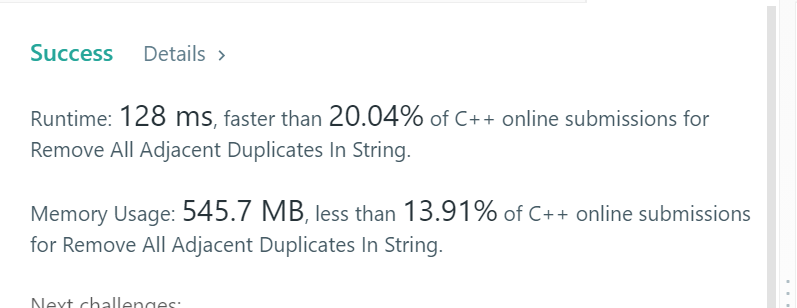 Success Details >
Runtime: 128 ms, faster than 20.04% of C++ online submissions for
Remove All Adjacent Duplicates In String.
Memory Usage: 545.7 MB, less than 13.91% of C++ online submissions
for Remove All Adjacent Duplicates In String.
Next challenges: